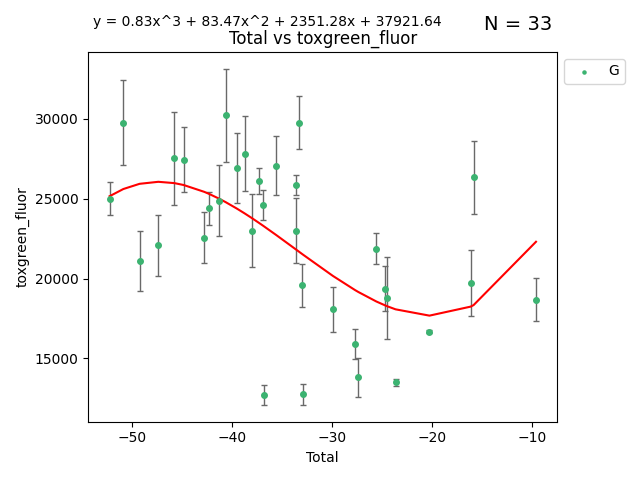 y = 0.83x^3 + 83.47x^2 + 2351.28x + 37921.64
N = 33
Total vs toxgreen_fluor
G
30000
25000
20000
15000
toxgreen_fluor
−50 −40 −30 −20 −10
Total